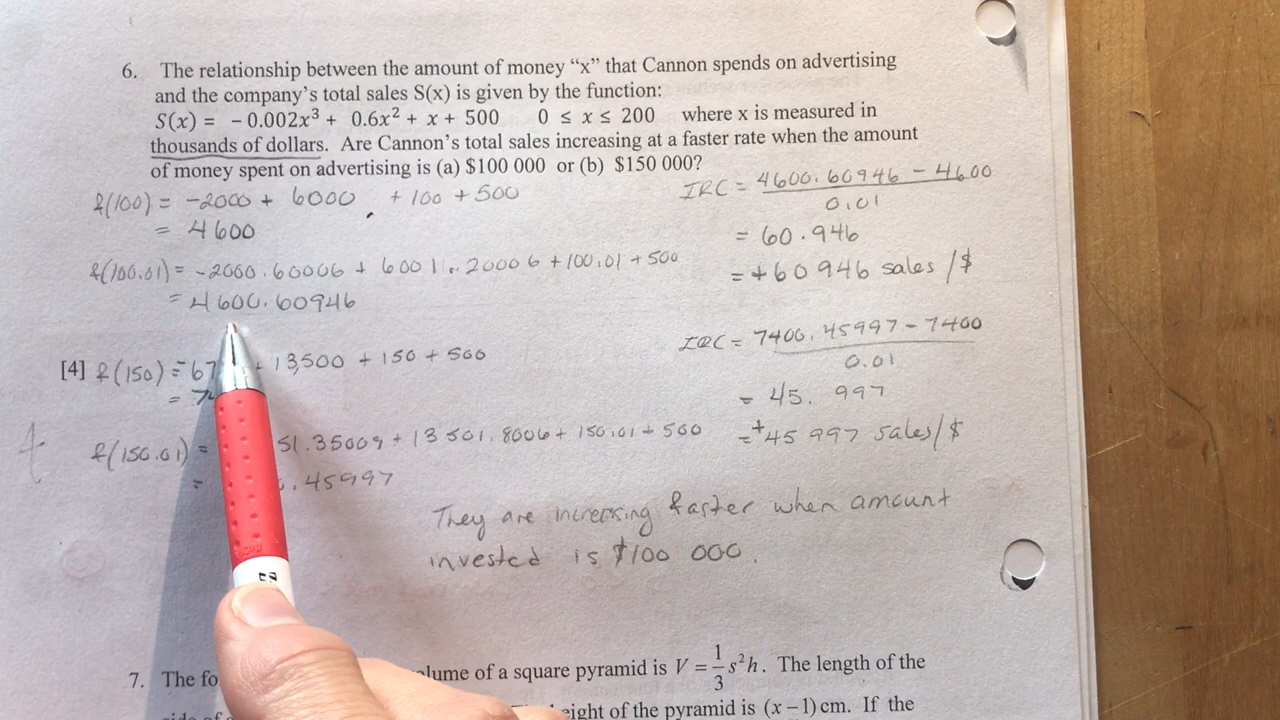 6. The relationship between the amount of money “x” that Cannon spends on advertising
and the company’s total sales S(x) is given by the function:
S(x) = - 0.002x³ + 0.6x² + x + 500 0 ≤ x ≤ 200 where x is measured in
thousands of dollars. Are Cannon’s total sales increasing at a faster rate when the amount
of money spent on advertising is (a) $100 000 or (b) $150 000?
f(100) = -2000 + 6000 + 100 + 500
= 4600
f(100.01) = -2000.60006 + 6001.20006 + 100.01 + 500
= 4600.60946
IRC = 4600.60946 - 4600
0.01
= 60.946
= +60946 sales /$
[4] f(150) = 67 + 13,500 + 150 + 500
= 7
f(150.01) = 51.35009 + 13501.8006 + 150.01 + 500
= .45997
4
IRC = 7400.45997 - 7400
0.01
= 45.997
= +45 997 sales/$
They are increasing faster when amount
invested is $100 000.
7. The fo lume of a square pyramid is V = 1/3 s²h. The length of the
eight of the pyramid is (x − 1) cm. If the